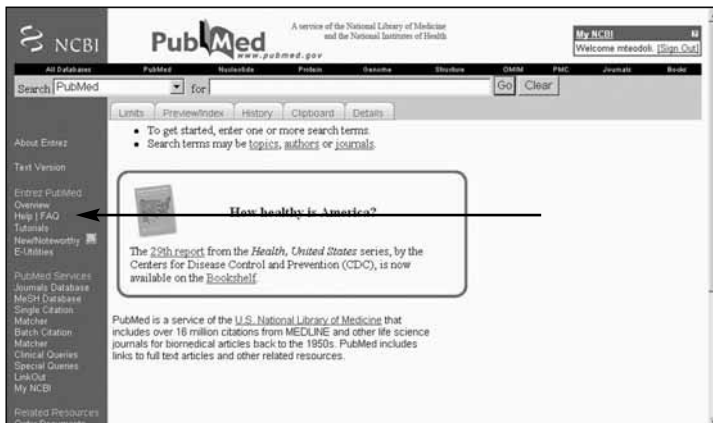 NCBI
PubMed
www.pubmed.gov
A service of the National Library of Medicine
and the National Institutes of Health
My NCBI
Welcome mteodoli. [Sign Out]
All Databases PubMed Nucleotide Protein Genome Structure OMIM PMC Journals Books
Search PubMed for Go Clear
Limits Preview/Index History Clipboard Details
• To get started, enter one or more search terms.
• Search terms may be topics, authors or journals.
About Entrez
Text Version
Entrez PubMed
Overview
Help | FAQ
Tutorials
New/Noteworthy
E-Utilities
How healthy is America?
The 29th report from the Health, United States series, by the
Centers for Disease Control and Prevention (CDC), is now
available on the Bookshelf.
PubMed Services
Journals Database
MeSH Database
Single Citation
Matcher
Batch Citation
Matcher
Clinical Queries
Special Queries
LinkOut
My NCBI
PubMed is a service of the U.S. National Library of Medicine that
includes over 16 million citations from MEDLINE and other life science
journals for biomedical articles back to the 1950s. PubMed includes
links to full text articles and other related resources.
Related Resources